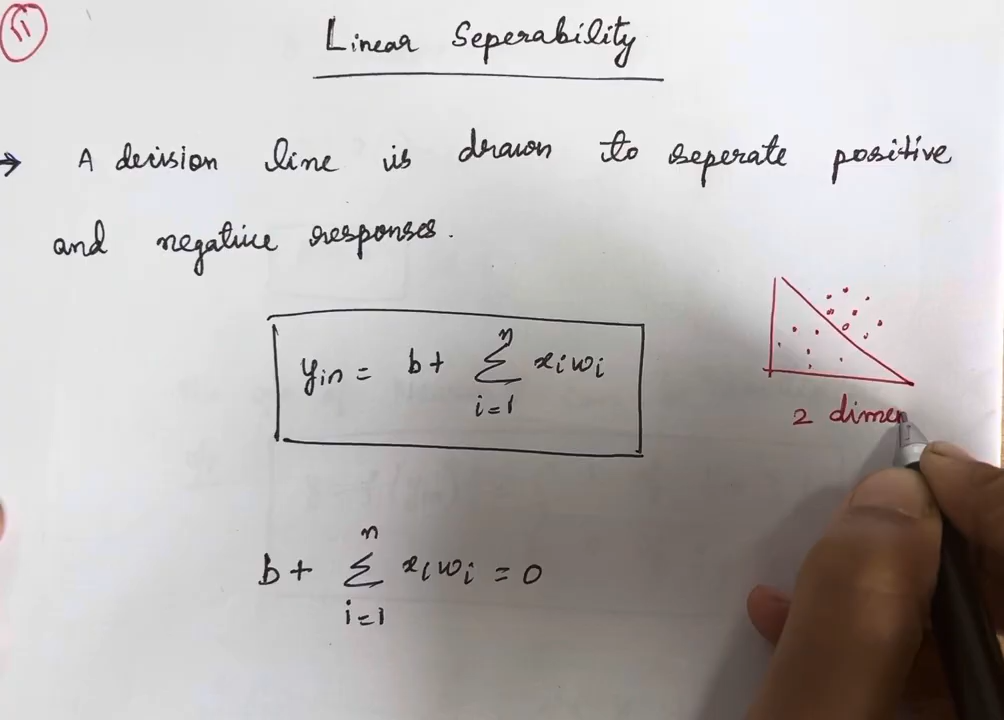 11
Linear Seperability
→ A decision line is drawn to seperate positive
and negative responses.
yin = b + n∑i=1 xiwi
2 dimen
b + n∑i=1 xiwi = 0